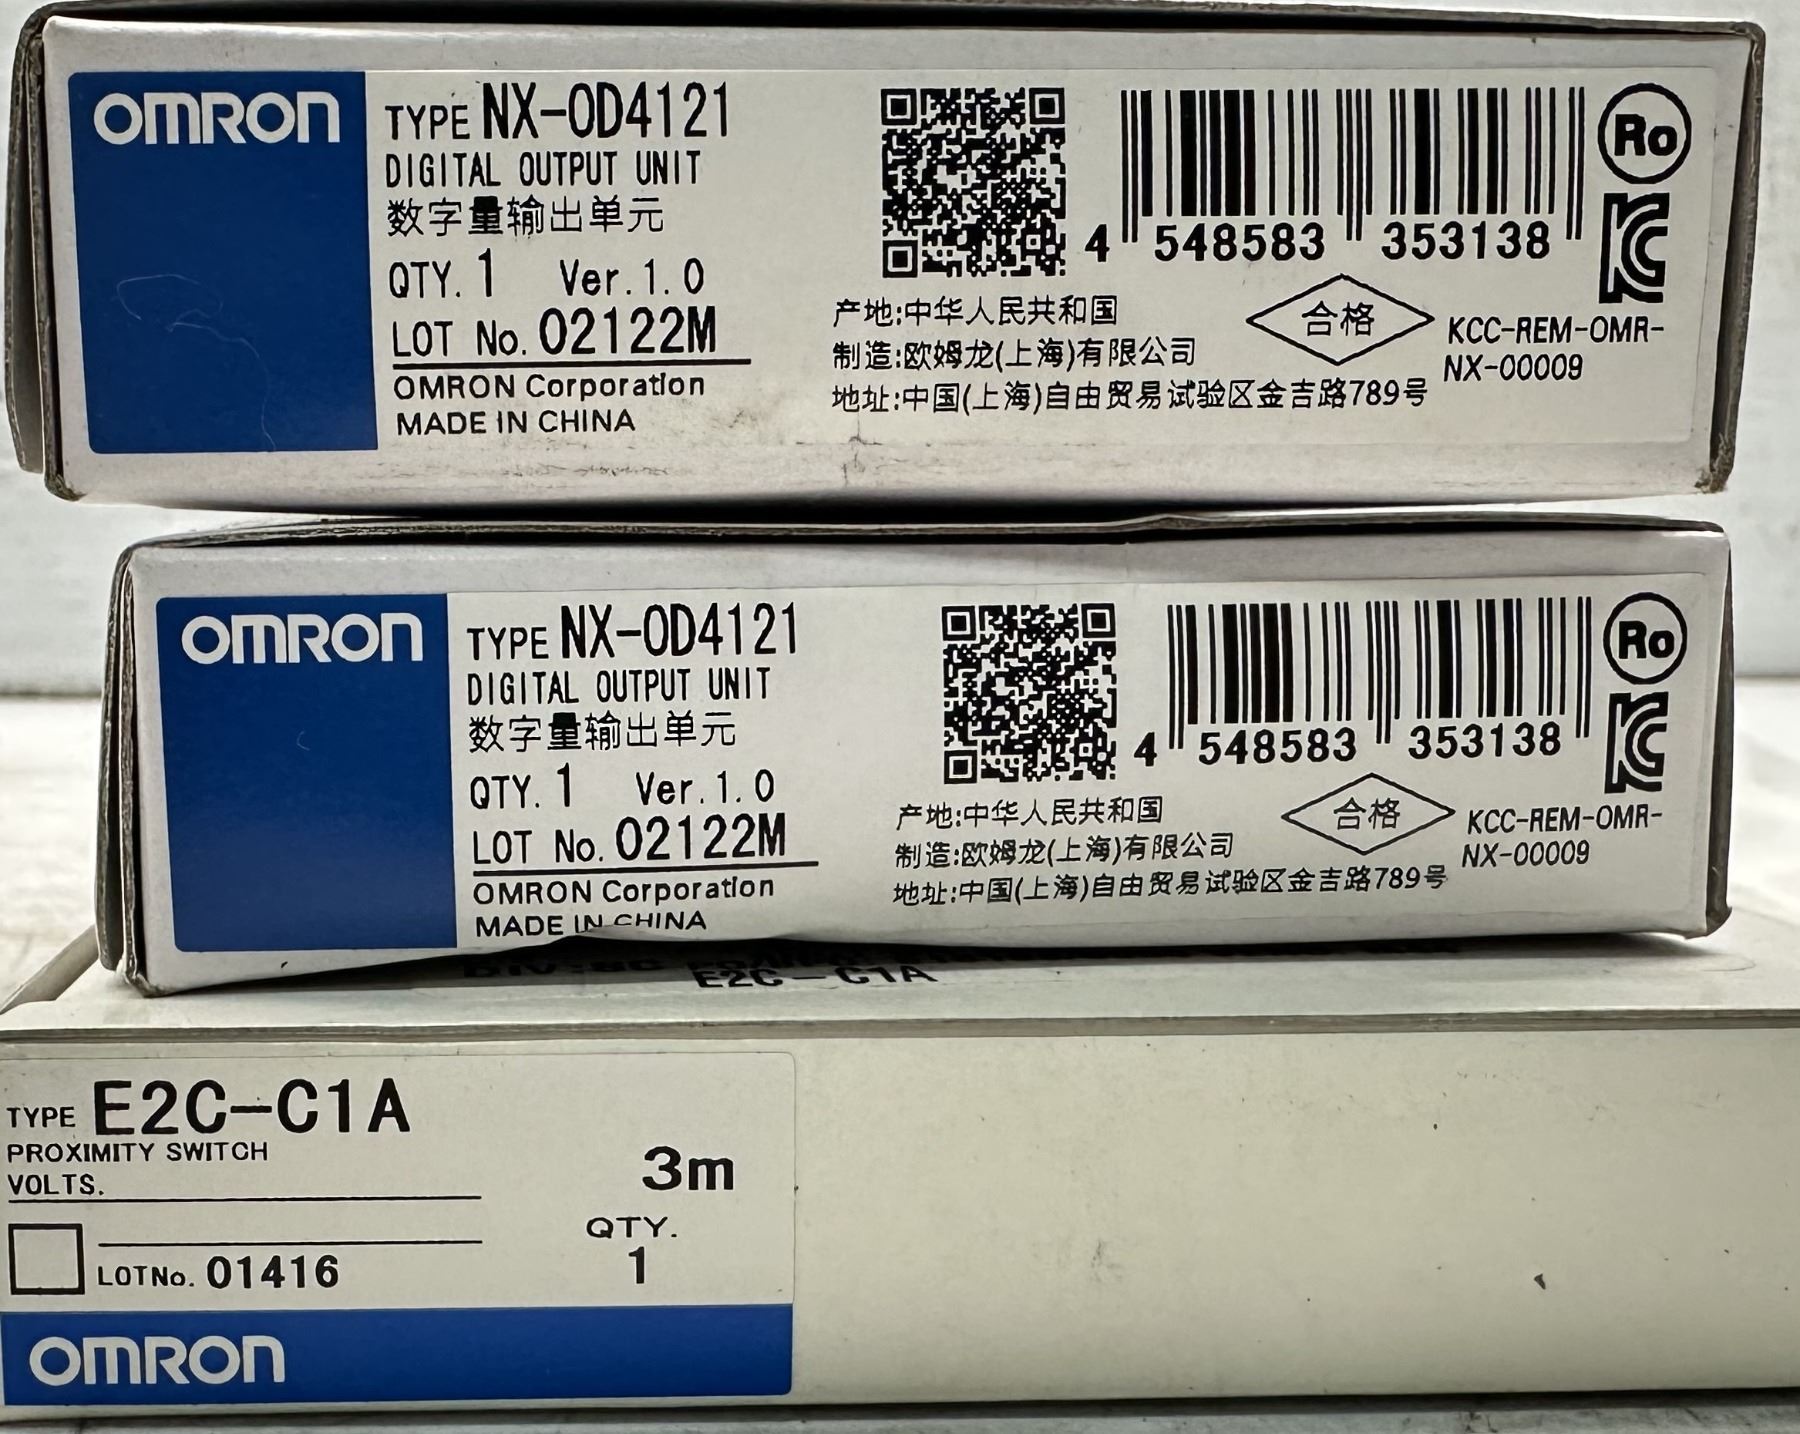 OMRON
TYPE NX-OD4121
DIGITAL OUTPUT UNIT
数字量输出单元
QTY. 1 Ver.1.0
LOT No. 02122M
OMRON Corporation
MADE IN CHINA
4 548583 353138
产地:中华人民共和国
制造:欧姆龙(上海)有限公司
地址:中国(上海)自由贸易试验区金吉路789号
合格
Ro
KCC-REM-OMR-
NX-00009
OMRON
TYPE NX-OD4121
DIGITAL OUTPUT UNIT
数字量输出单元
QTY. 1 Ver.1.0
LOT No. 02122M
OMRON Corporation
MADE IN CHINA
4 548583 353138
产地:中华人民共和国
制造:欧姆龙(上海)有限公司
地址:中国(上海)自由贸易试验区金吉路789号
合格
Ro
KCC-REM-OMR-
NX-00009
E2C-C1A
TYPE E2C-C1A
PROXIMITY SWITCH
VOLTS.
3m
QTY.
1
LOTNo. 01416
OMRON